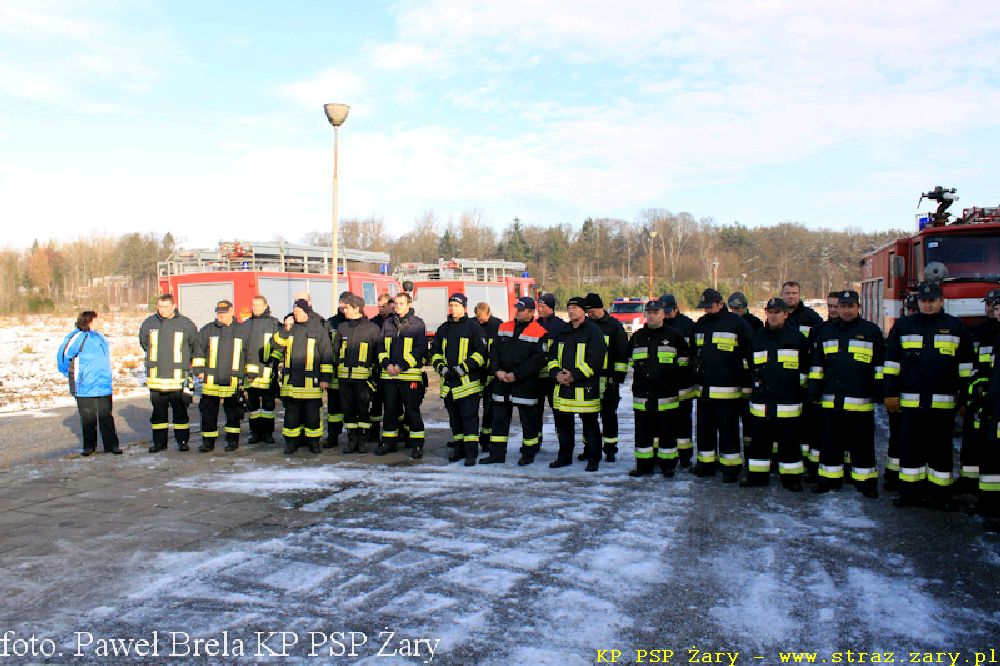 foto. Paweł Brela KP PSP Żary
KP PSP Żary - www.straz.zary.pl